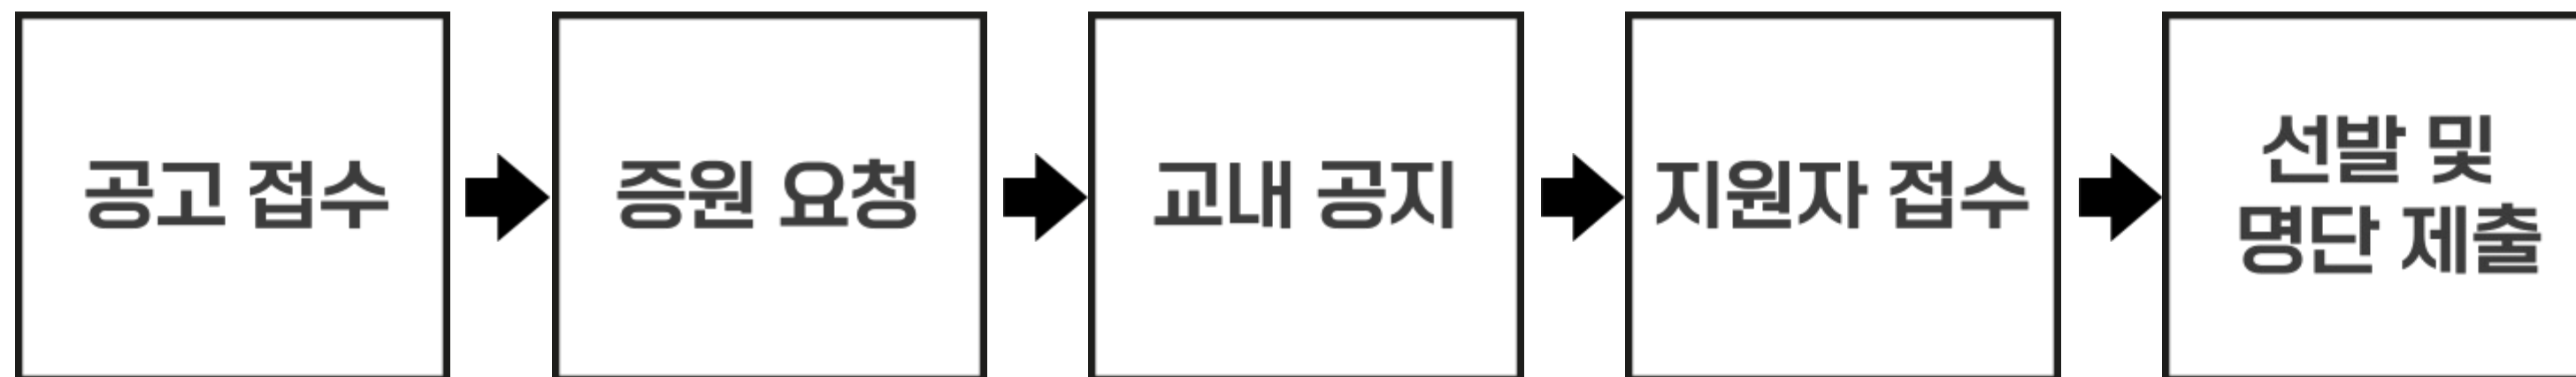 공고 접수
증원 요청
교내 공지
지원자 접수
선발 및
명단 제출